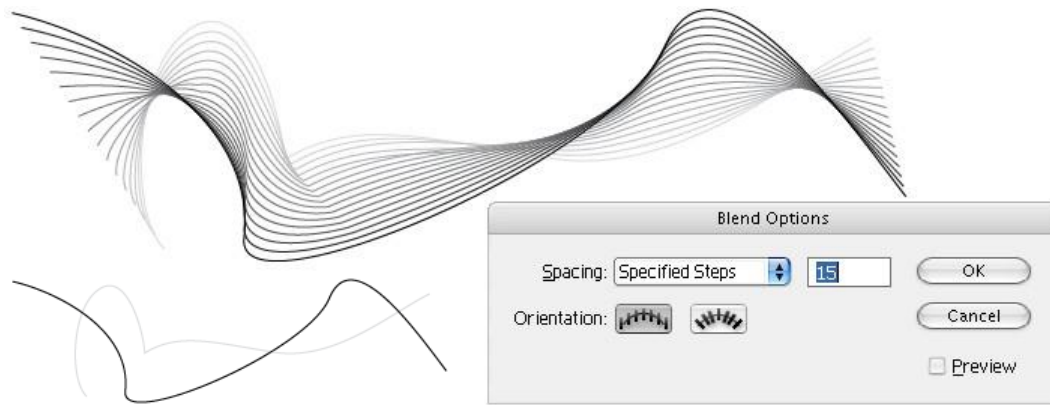 Blend Options
Spacing: Specified Steps 15 OK
Orientation: Cancel
Preview